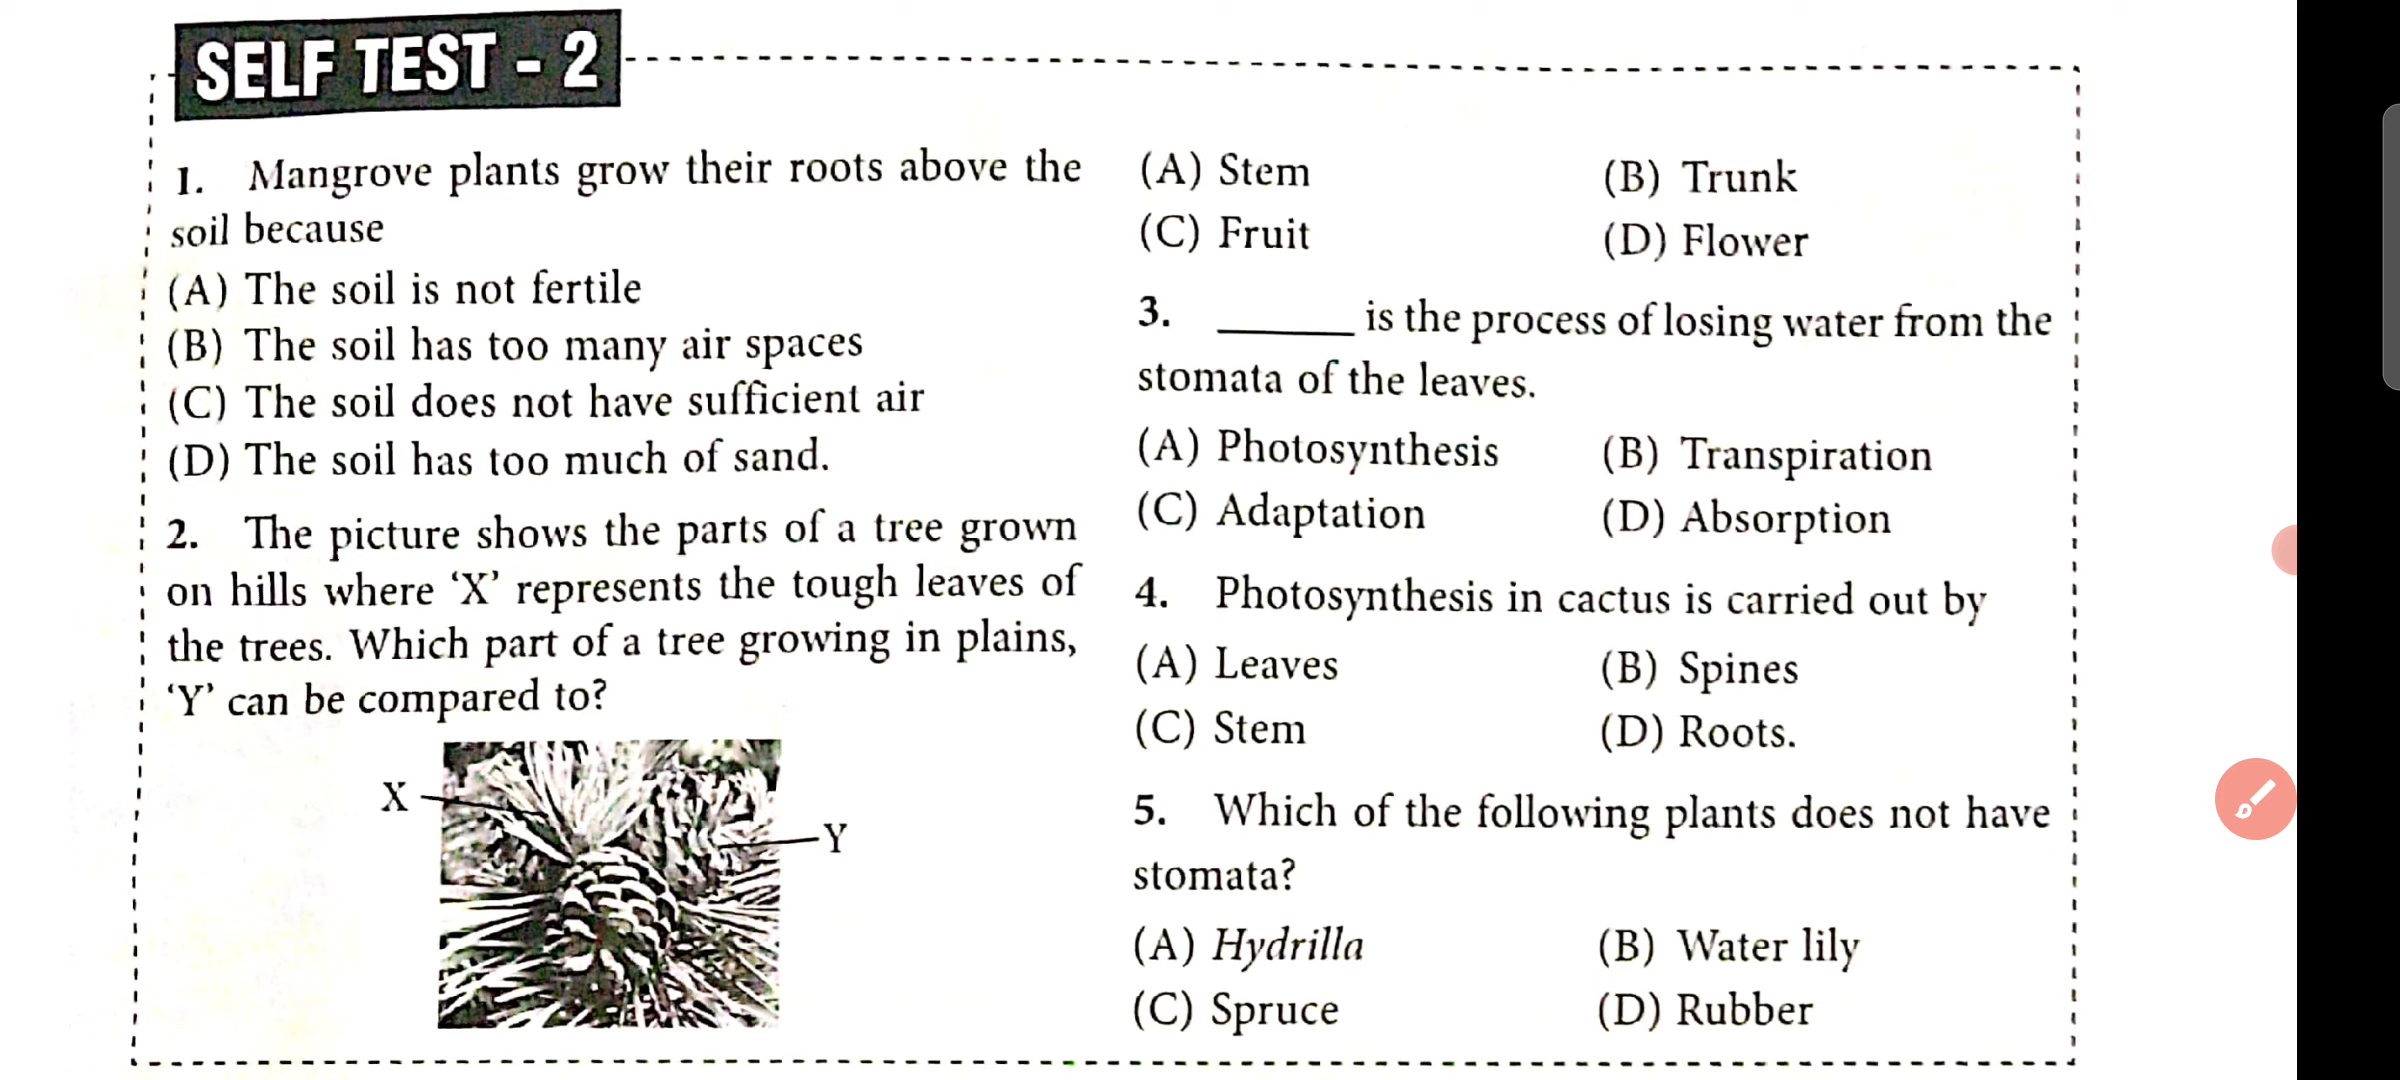 SELF TEST - 2
1. Mangrove plants grow their roots above the
soil because
(A) The soil is not fertile
(B) The soil has too many air spaces
(C) The soil does not have sufficient air
(D) The soil has too much of sand.
2. The picture shows the parts of a tree grown
on hills where ‘X’ represents the tough leaves of
the trees. Which part of a tree growing in plains,
‘Y’ can be compared to?
X
Y
(A) Stem (B) Trunk
(C) Fruit (D) Flower
3. ______ is the process of losing water from the
stomata of the leaves.
(A) Photosynthesis (B) Transpiration
(C) Adaptation (D) Absorption
4. Photosynthesis in cactus is carried out by
(A) Leaves (B) Spines
(C) Stem (D) Roots.
5. Which of the following plants does not have
stomata?
(A) Hydrilla (B) Water lily
(C) Spruce (D) Rubber